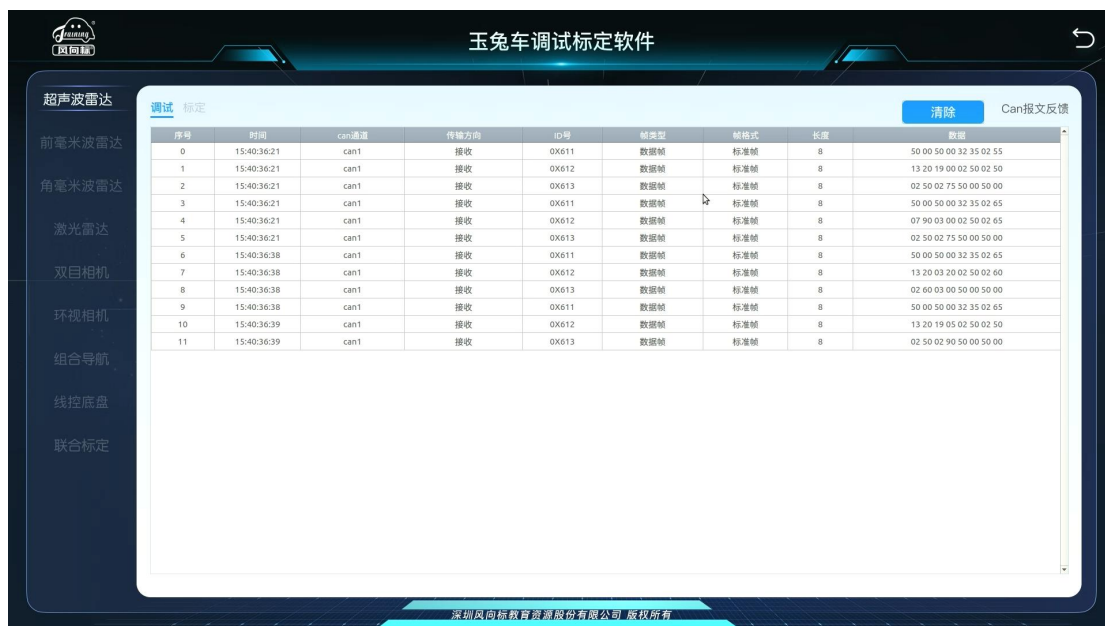 Training
风向标
玉兔车调试标定软件
超声波雷达
前毫米波雷达
角毫米波雷达
激光雷达
双目相机
环视相机
组合导航
线控底盘
联合标定
调试 标定
清除 Can报文反馈
序号 时间 can通道 传输方向 ID号 帧类型 帧格式 长度 数据
0 15:40:36:21 can1 接收 0X611 数据帧 标准帧 8 50 00 50 00 32 35 02 55
1 15:40:36:21 can1 接收 0X612 数据帧 标准帧 8 13 20 19 00 02 50 02 50
2 15:40:36:21 can1 接收 0X613 数据帧 标准帧 8 02 50 02 75 50 00 50 00
3 15:40:36:21 can1 接收 0X611 数据帧 标准帧 8 50 00 50 00 32 35 02 65
4 15:40:36:21 can1 接收 0X612 数据帧 标准帧 8 07 90 03 00 02 50 02 65
5 15:40:36:21 can1 接收 0X613 数据帧 标准帧 8 02 50 02 75 50 00 50 00
6 15:40:36:38 can1 接收 0X611 数据帧 标准帧 8 50 00 50 00 32 35 02 65
7 15:40:36:38 can1 接收 0X612 数据帧 标准帧 8 13 20 03 20 02 50 02 60
8 15:40:36:38 can1 接收 0X613 数据帧 标准帧 8 02 60 03 00 50 00 50 00
9 15:40:36:38 can1 接收 0X611 数据帧 标准帧 8 50 00 50 00 32 35 02 65
10 15:40:36:39 can1 接收 0X612 数据帧 标准帧 8 13 20 19 05 02 50 02 50
11 15:40:36:39 can1 接收 0X613 数据帧 标准帧 8 02 50 02 90 50 00 50 00
深圳风向标教育资源股份有限公司 版权所有